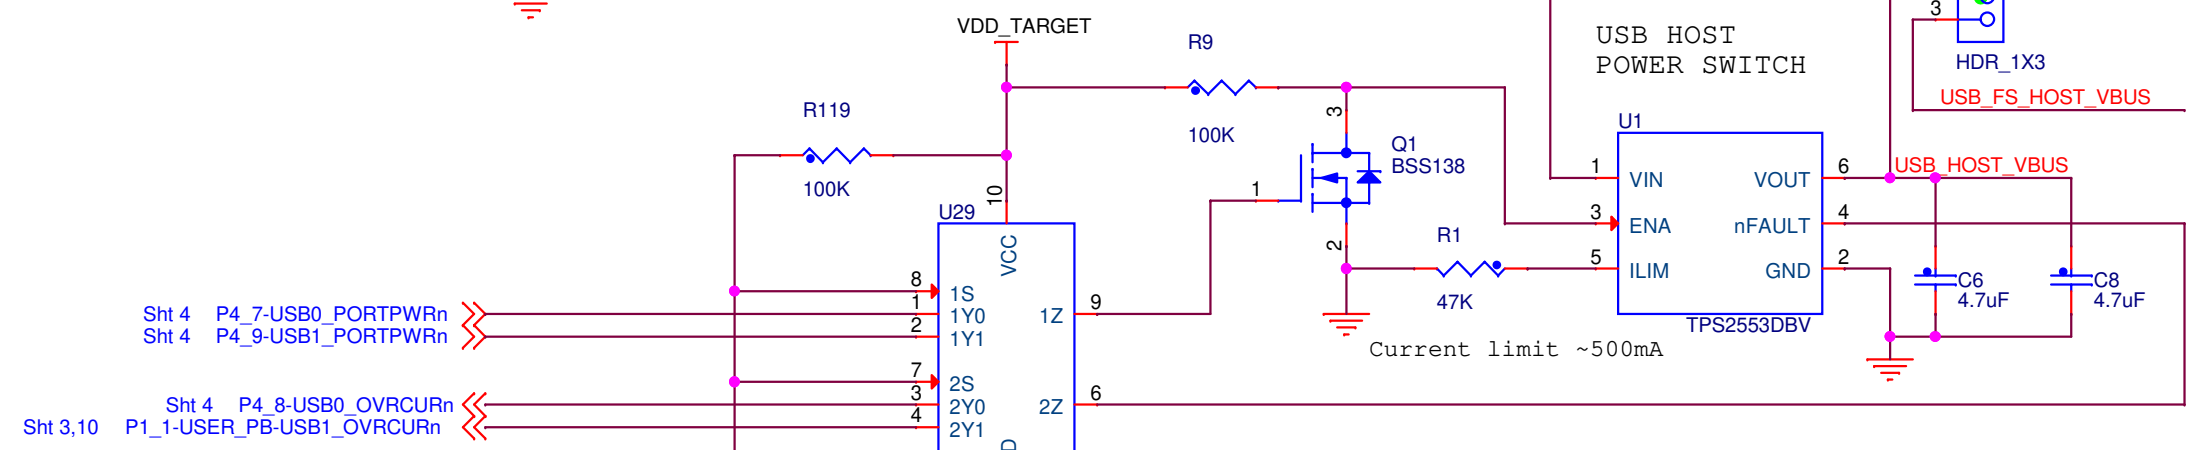 VDD_TARGET
R9
100K
R119
100K
USB HOST
POWER SWITCH
3
HDR_1X3
USB_FS_HOST_VBUS
3
Q1
BSS138
1
2
R1
47K
Current limit ~500mA
U1
1 VIN
3 ENA
5 ILIM
VOUT 6
nFAULT 4
GND 2
TPS2553DBV
USB_HOST_VBUS
C6
4.7uF
C8
4.7uF
10
U29
VCC
8 1S
Sht 4 P4_7-USB0_PORTPWRn 1 1Y0
Sht 4 P4_9-USB1_PORTPWRn 2 1Y1
1Z 9
7 2S
Sht 4 P4_8-USB0_OVRCURn 3 2Y0
Sht 3,10 P1_1-USER_PB-USB1_OVRCURn 4 2Y1
2Z 6
D